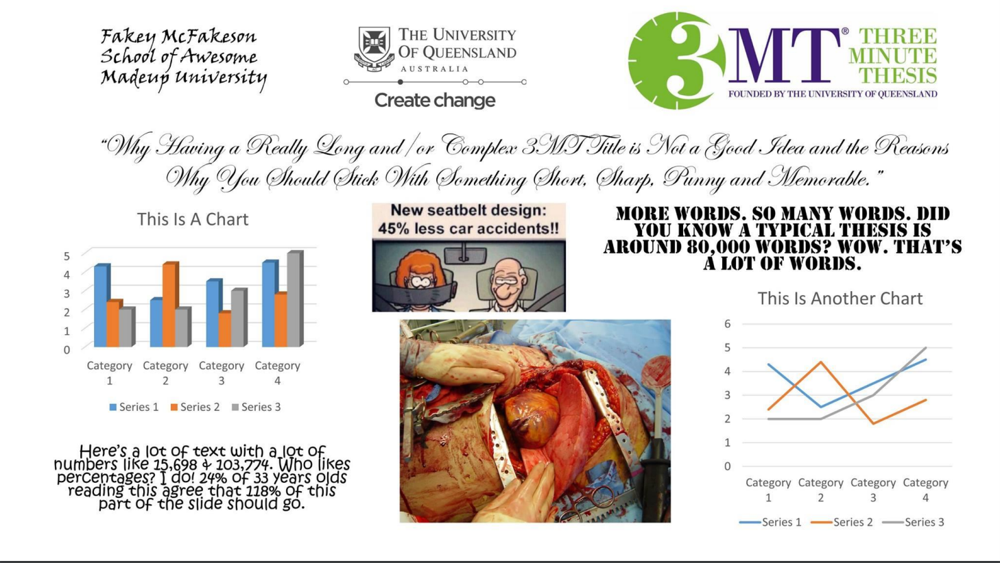 Fakey McFakeson
School of Awesome
Madeup University
THE UNIVERSITY
OF QUEENSLAND
AUSTRALIA
Create change
3MT® THREE
MINUTE
THESIS
FOUNDED BY THE UNIVERSITY OF QUEENSLAND
"Why Having a Really Long and/or Complex 3MT Title is Not a Good Idea and the Reasons
Why You Should Stick With Something Short, Sharp, Punny and Memorable."
This Is A Chart
5
4
3
2
1
0
Category Category Category Category
1 2 3 4
Series 1 Series 2 Series 3
Here's a lot of text with a lot of
numbers like 15,698 & 103,774. Who likes
percentages? I do! 24% of 33 years olds
reading this agree that 118% of this
part of the slide should go.
New seatbelt design:
45% less car accidents!!
MORE WORDS. SO MANY WORDS. DID
YOU KNOW A TYPICAL THESIS IS
AROUND 80,000 WORDS? WOW. THAT'S
A LOT OF WORDS.
This Is Another Chart
6
5
4
3
2
1
0
Category Category Category Category
1 2 3 4
Series 1 Series 2 Series 3